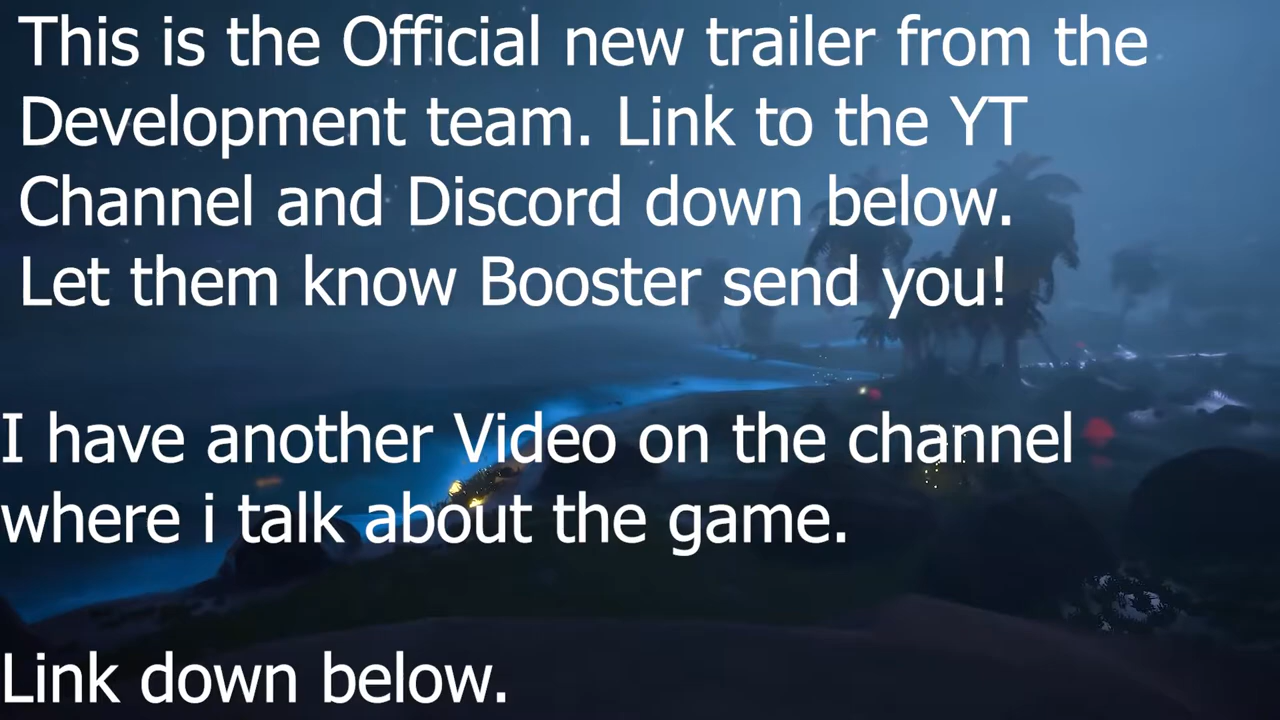 This is the Official new trailer from the
Development team. Link to the YT
Channel and Discord down below.
Let them know Booster send you!
I have another Video on the channel
where i talk about the game.
Link down below.